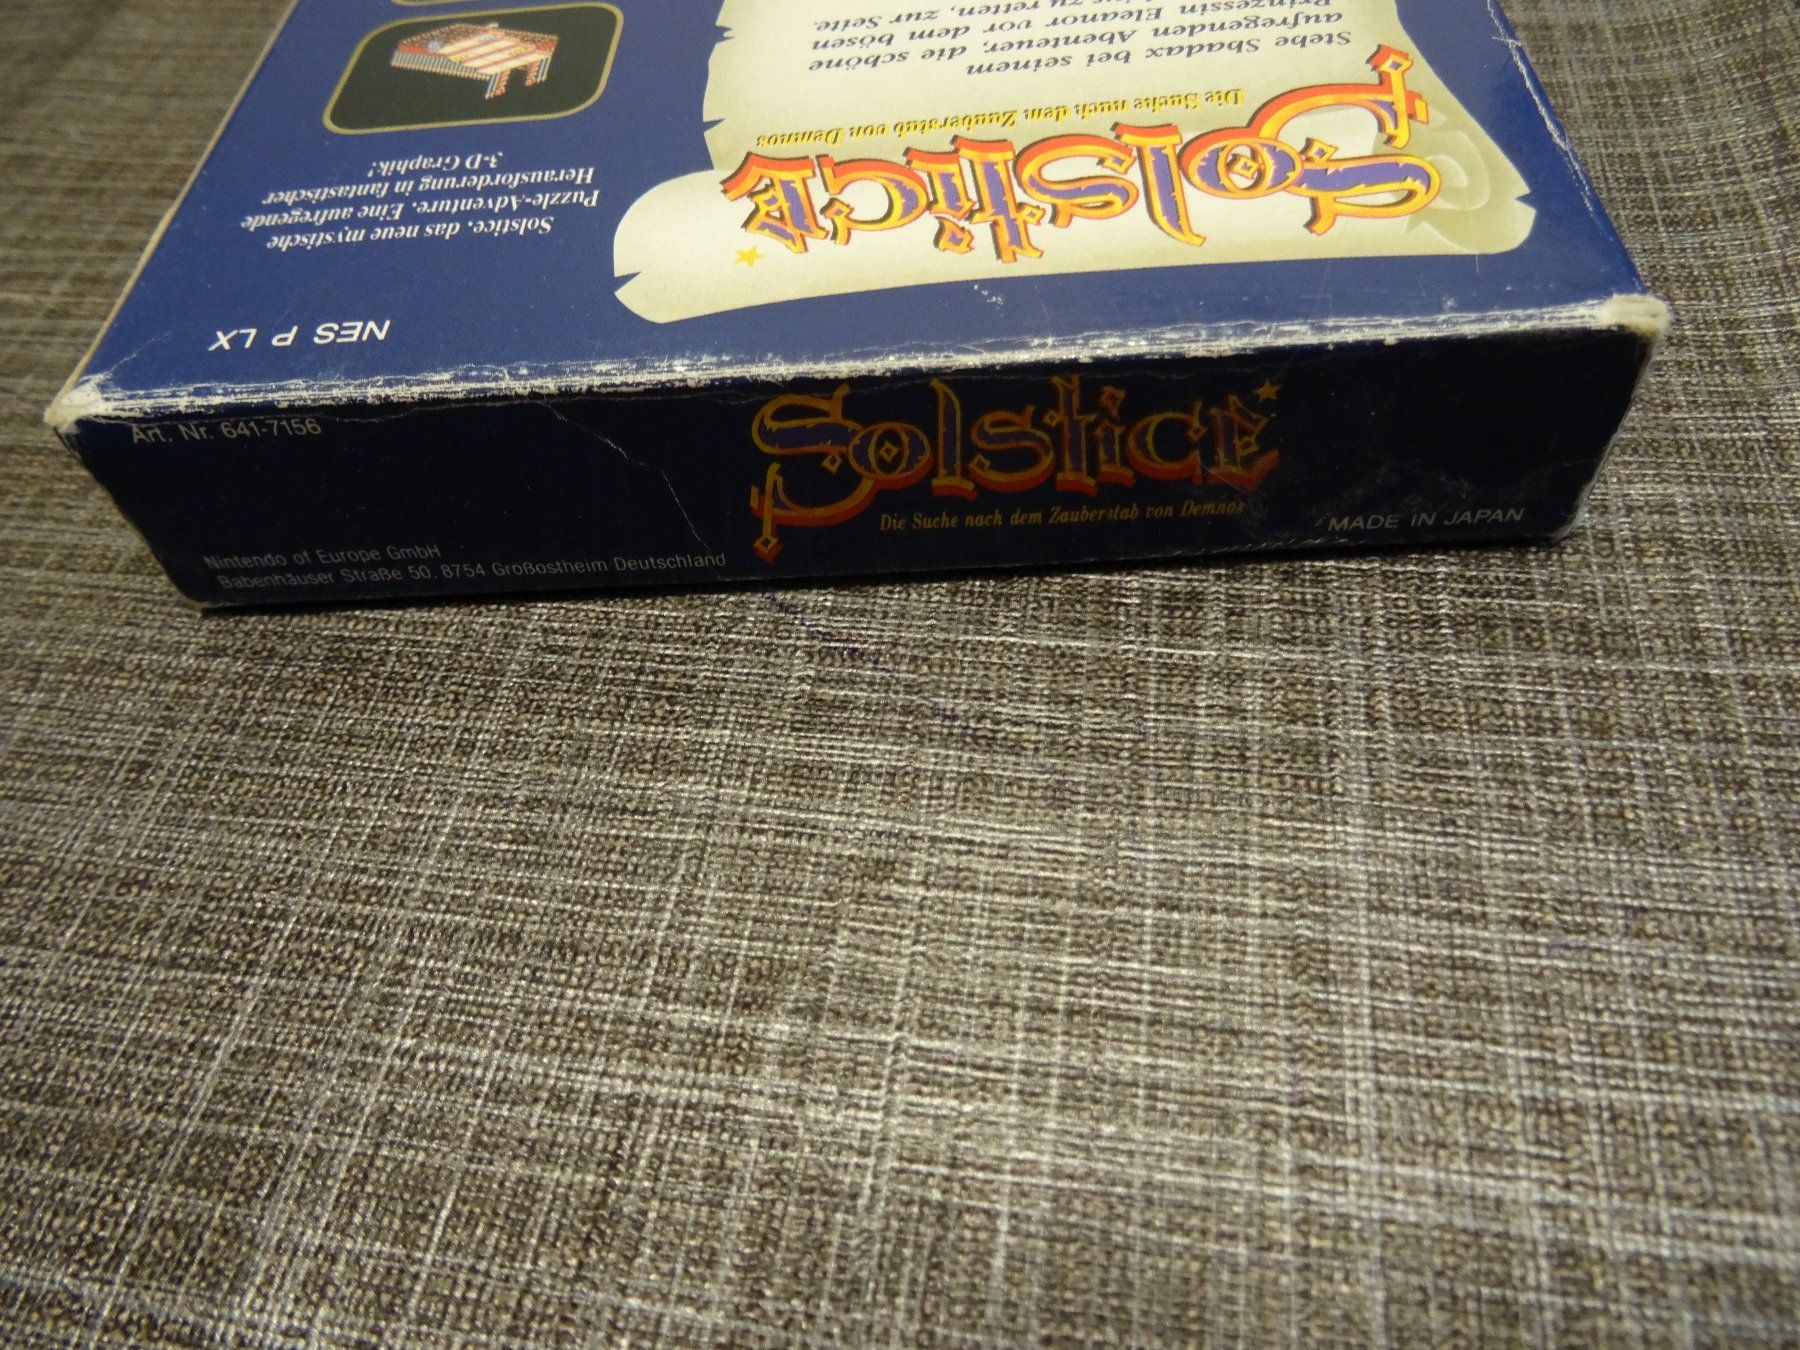 Solstice
Die Suche nach dem Zauberstab von Demnos
Stehe Shadax bei seinem
aufregenden Abenteuer, die schöne
Prinzessin Eleanor vor dem bösen
zu retten, zur Seite.
Solstice, das neue mystische
Puzzle-Adventure. Eine aufregende
Herausforderung in fantastischer
3-D Graphik!
NES P LX
Art. Nr. 641-7156
Solstice
Die Suche nach dem Zauberstab von Demnos
MADE IN JAPAN
Nintendo of Europe GmbH
Babenhäuser Straße 50, 8754 Großostheim Deutschland